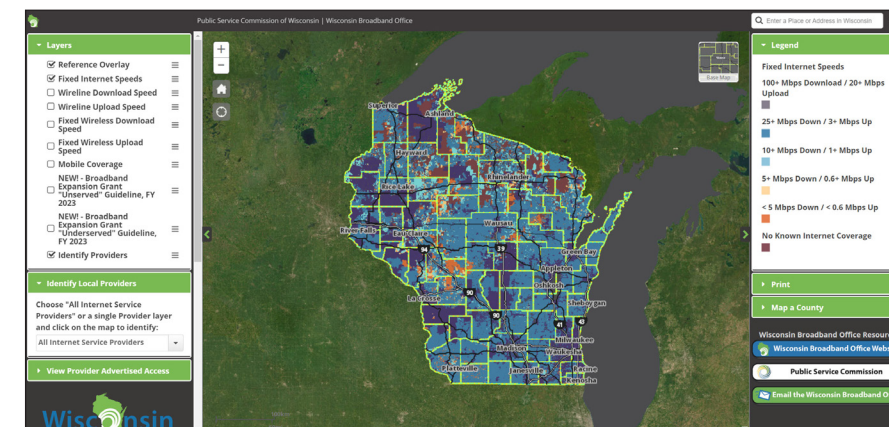 Public Service Commission of Wisconsin | Wisconsin Broadband Office
Enter a Place or Address in Wisconsin
Layers
Reference Overlay
Fixed Internet Speeds
Wireline Download Speed
Wireline Upload Speed
Fixed Wireless Download
Speed
Fixed Wireless Upload
Speed
Mobile Coverage
NEW! - Broadband
Expansion Grant
"Unserved" Guideline, FY
2023
NEW! - Broadband
Expansion Grant
"Underserved" Guideline,
FY 2023
Identify Providers
Identify Local Providers
Choose "All Internet Service
Providers" or a single Provider layer
and click on the map to identify:
All Internet Service Providers
View Provider Advertised Access
Wisconsin
+
−
Base Map
Superior
Ashland
Hayward
Rhinelander
Rice Lake
Wausau
River Falls
Eau Claire
94
39
Green Bay
Appleton
Oshkosh
La Crosse
90
Sheboygan
90
41
43
Milwaukee
Madison
Waukesha
Platteville
Janesville
Racine
Kenosha
Legend
Fixed Internet Speeds
100+ Mbps Download / 20+ Mbps
Upload
25+ Mbps Down / 3+ Mbps Up
10+ Mbps Down / 1+ Mbps Up
5+ Mbps Down / 0.6+ Mbps Up
< 5 Mbps Down / < 0.6 Mbps Up
No Known Internet Coverage
Print
Map a County
Wisconsin Broadband Office Resour
Wisconsin Broadband Office Webs
Public Service Commission
Email the Wisconsin Broadband O